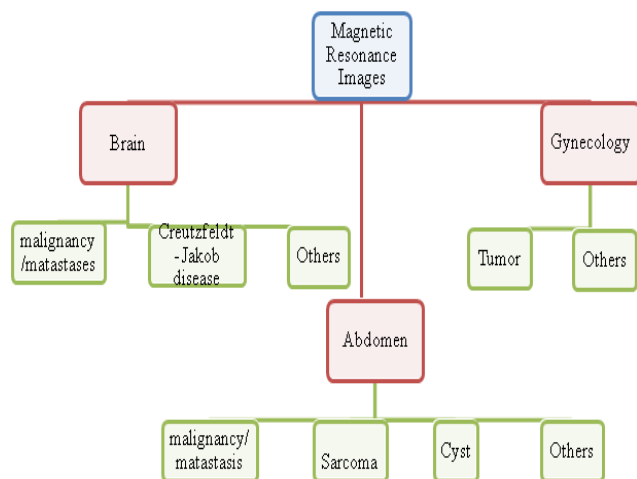 Magnetic
Resonance
Images
Brain
Gynecology
malignancy
/matastases
Creutzfeldt
-Jakob
disease
Others
Tumor
Others
Abdomen
malignancy/
matastasis
Sarcoma
Cyst
Others